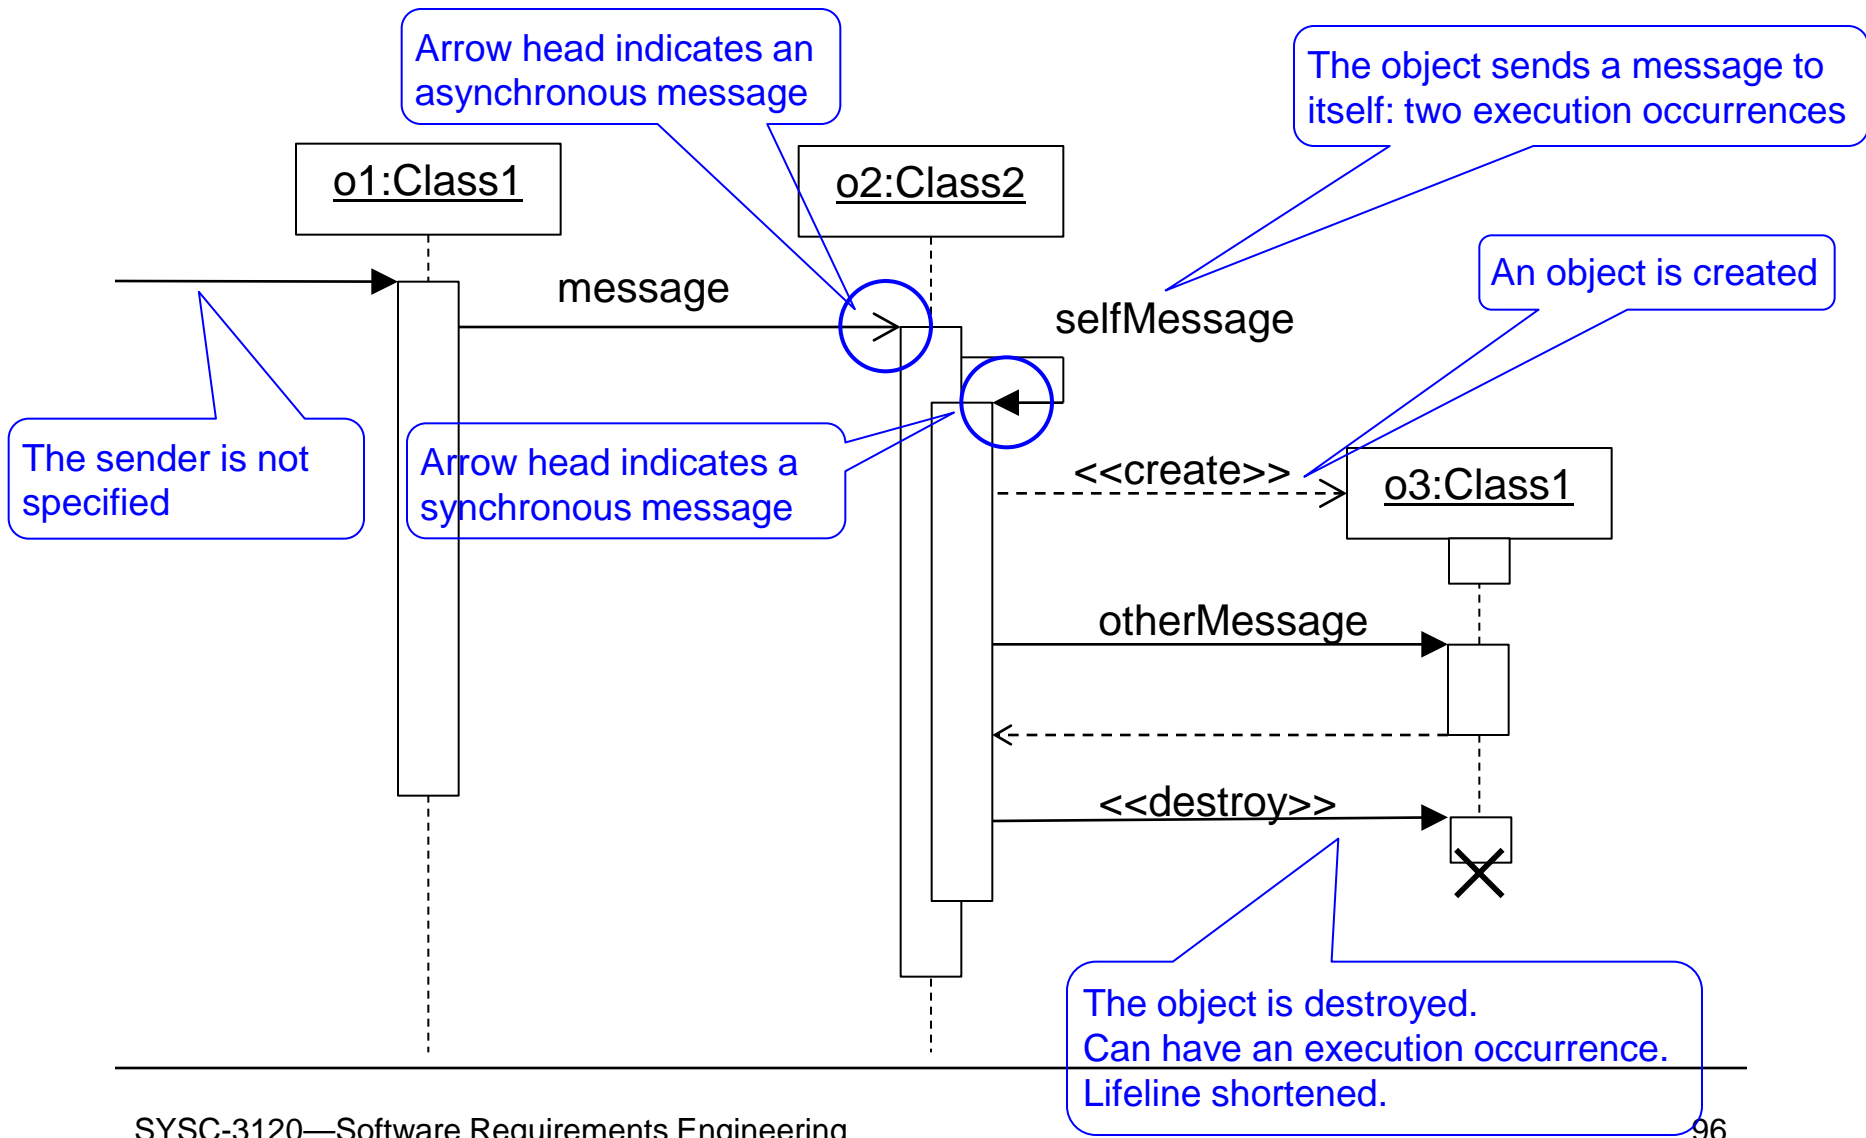 Arrow head indicates an
asynchronous message
The object sends a message to
itself: two execution occurrences
o1:Class1
o2:Class2
An object is created
message
selfMessage
The sender is not
specified
Arrow head indicates a
synchronous message
<<create>>
o3:Class1
otherMessage
<<destroy>>
The object is destroyed.
Can have an execution occurrence.
Lifeline shortened.
SYSC-3120—Software Requirements Engineering
96